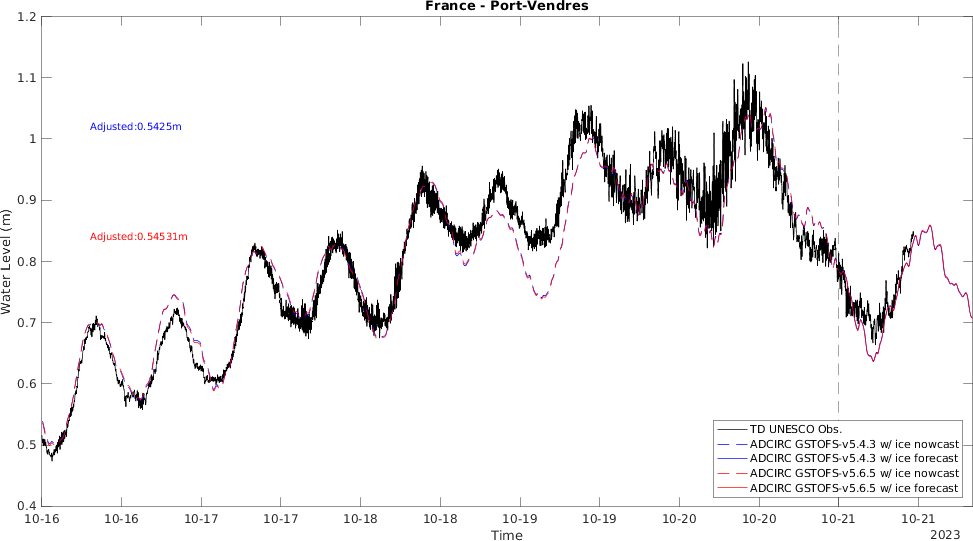 France - Port-Vendres
1.2
1.1
1
0.9
0.8
0.7
0.6
0.5
0.4
Water Level (m)
Adjusted:0.5425m
Adjusted:0.54531m
TD UNESCO Obs.
ADCIRC GSTOFS-v5.4.3 w/ ice nowcast
ADCIRC GSTOFS-v5.4.3 w/ ice forecast
ADCIRC GSTOFS-v5.6.5 w/ ice nowcast
ADCIRC GSTOFS-v5.6.5 w/ ice forecast
10-16 10-16 10-17 10-17 10-18 10-18 10-19 10-19 10-20 10-20 10-21 10-21
2023
Time